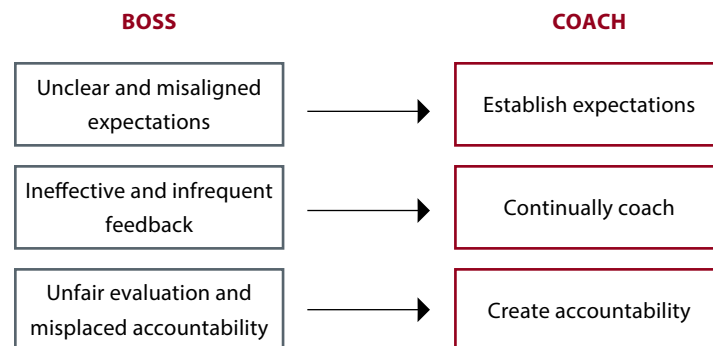 BOSS
COACH
Unclear and misaligned
expectations
Establish expectations
Ineffective and infrequent
feedback
Continually coach
Unfair evaluation and
misplaced accountability
Create accountability